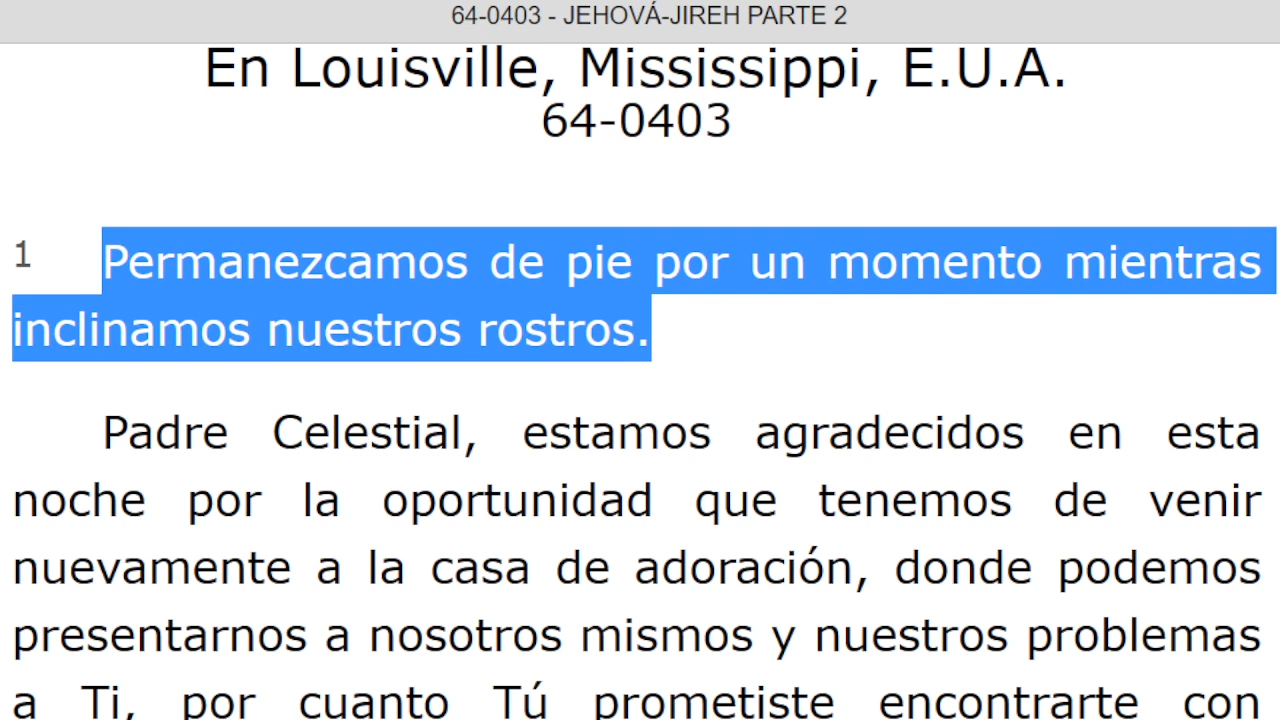 64-0403 - JEHOVÁ-JIREH PARTE 2
En Louisville, Mississippi, E.U.A.
64-0403
1 Permanezcamos de pie por un momento mientras
inclinamos nuestros rostros.
Padre Celestial, estamos agradecidos en esta
noche por la oportunidad que tenemos de venir
nuevamente a la casa de adoración, donde podemos
presentarnos a nosotros mismos y nuestros problemas
a Ti, por cuanto Tú prometiste encontrarte con